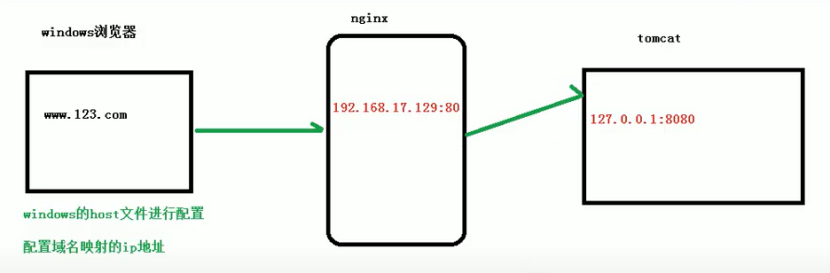 windows浏览器
www.123.com
windows的host文件进行配置
配置域名映射的ip地址
nginx
192.168.17.129:80
tomcat
127.0.0.1:8080